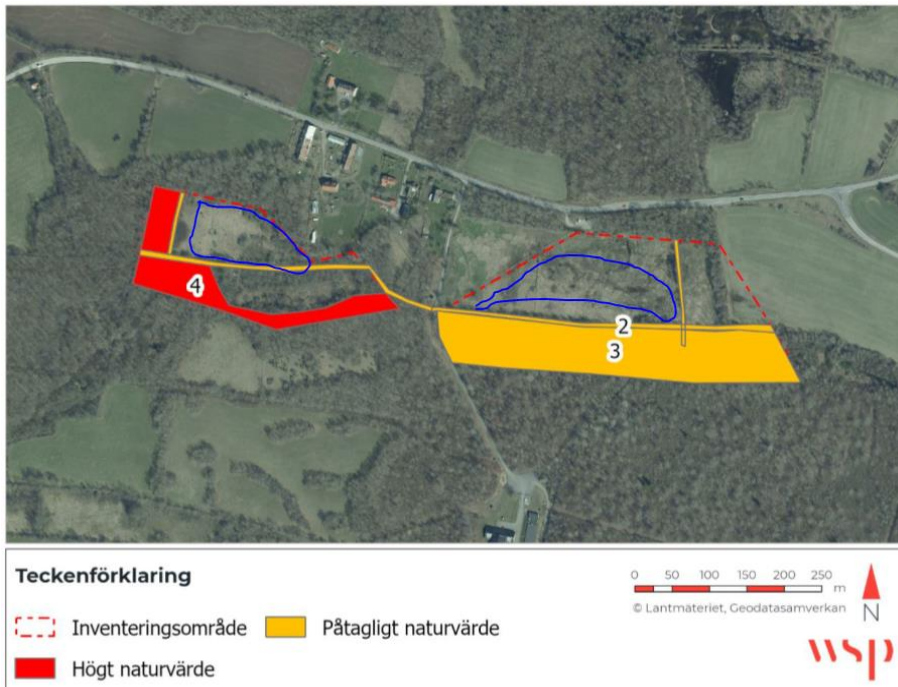 4
2
3
Teckenförklaring
0 50 100 150 200 250
m
© Lantmäteriet, Geodatasamverkan
N
Inventeringsområde
Påtagligt naturvärde
Högt naturvärde
wsp